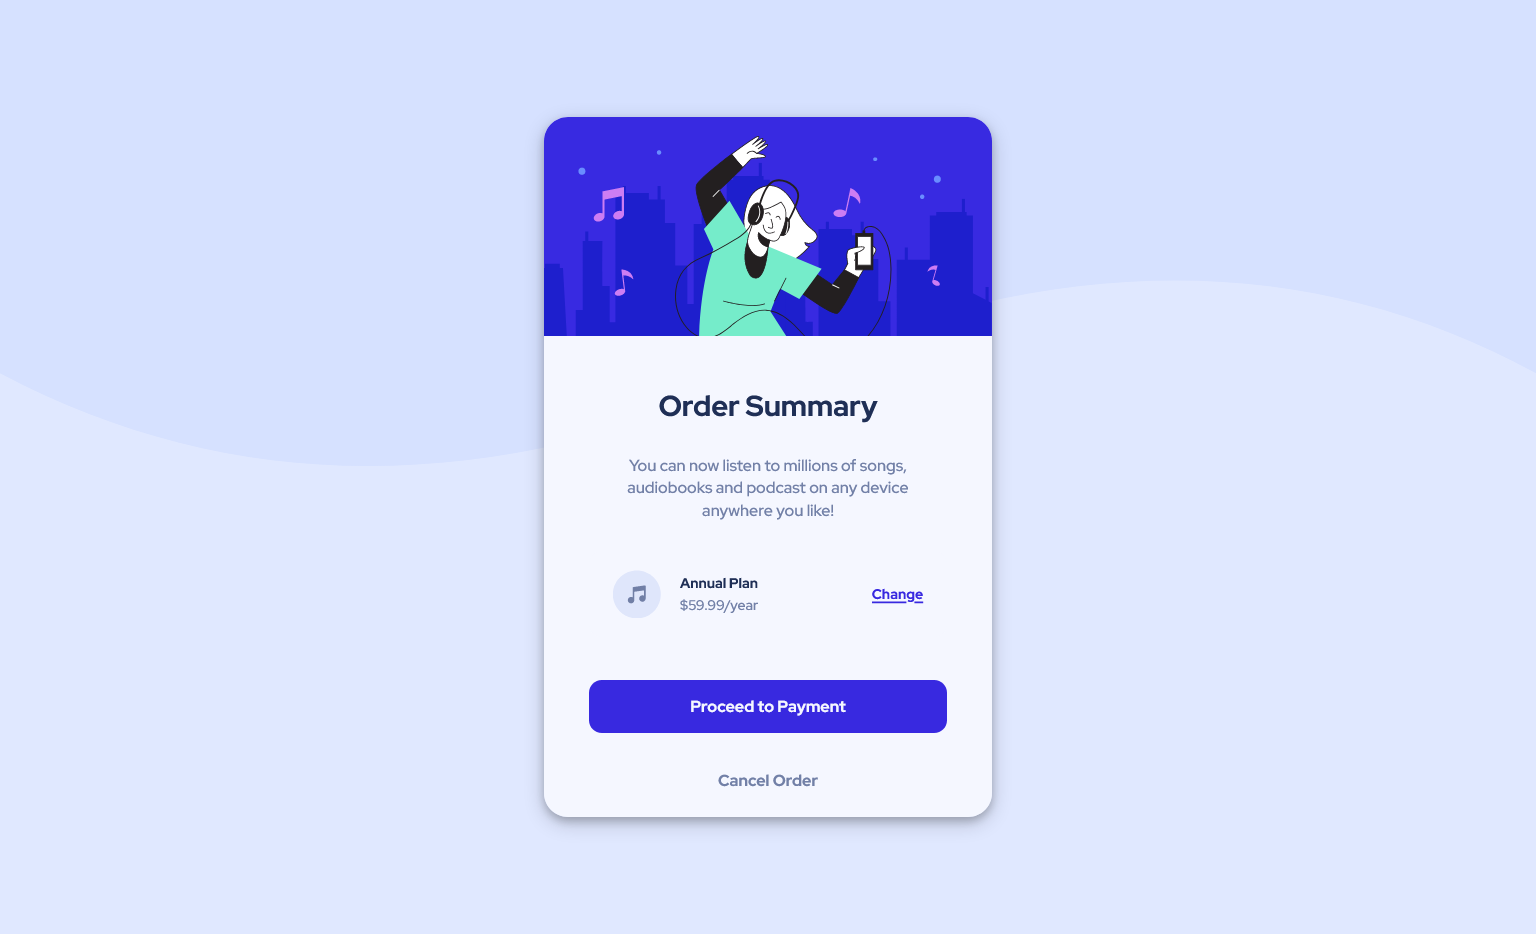 Order Summary
You can now listen to millions of songs,
audiobooks and podcast on any device
anywhere you like!
Annual Plan
$59.99/year
Change
Proceed to Payment
Cancel Order